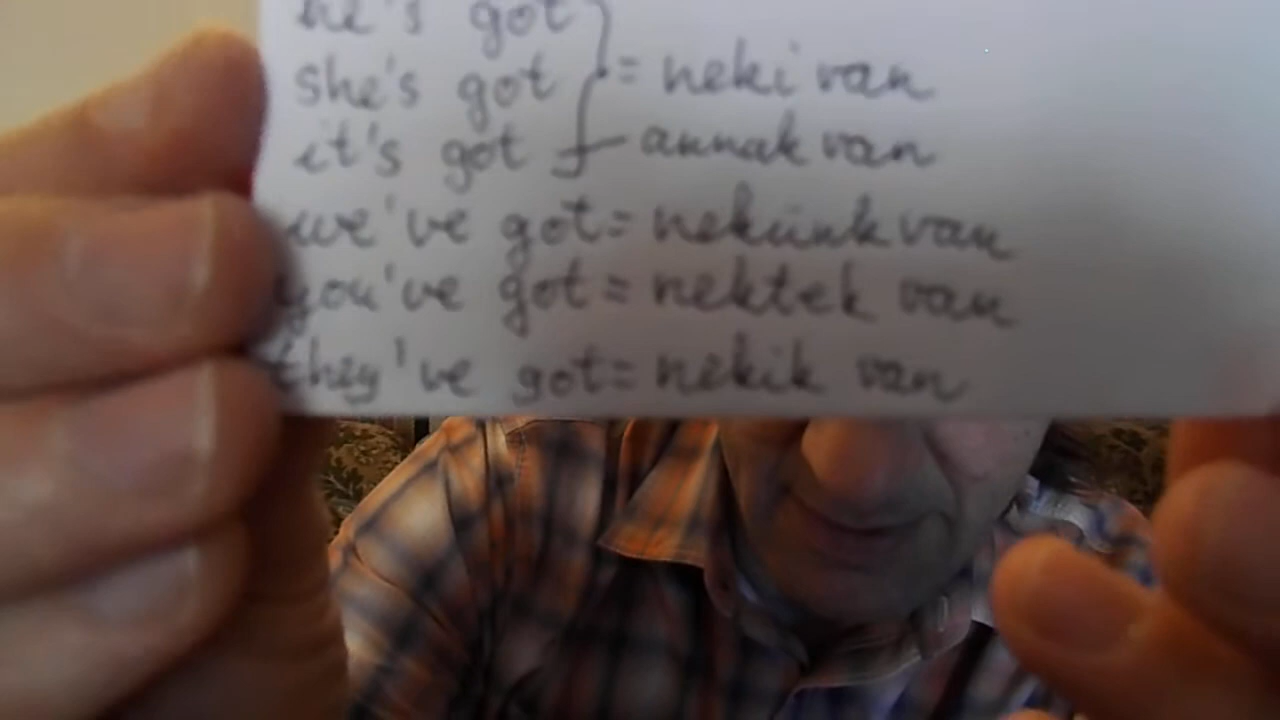 he's got
she's got } = neki van
it's got } - annak van
we've got = nekünk van
you've got = nektek van
they've got = nekik van